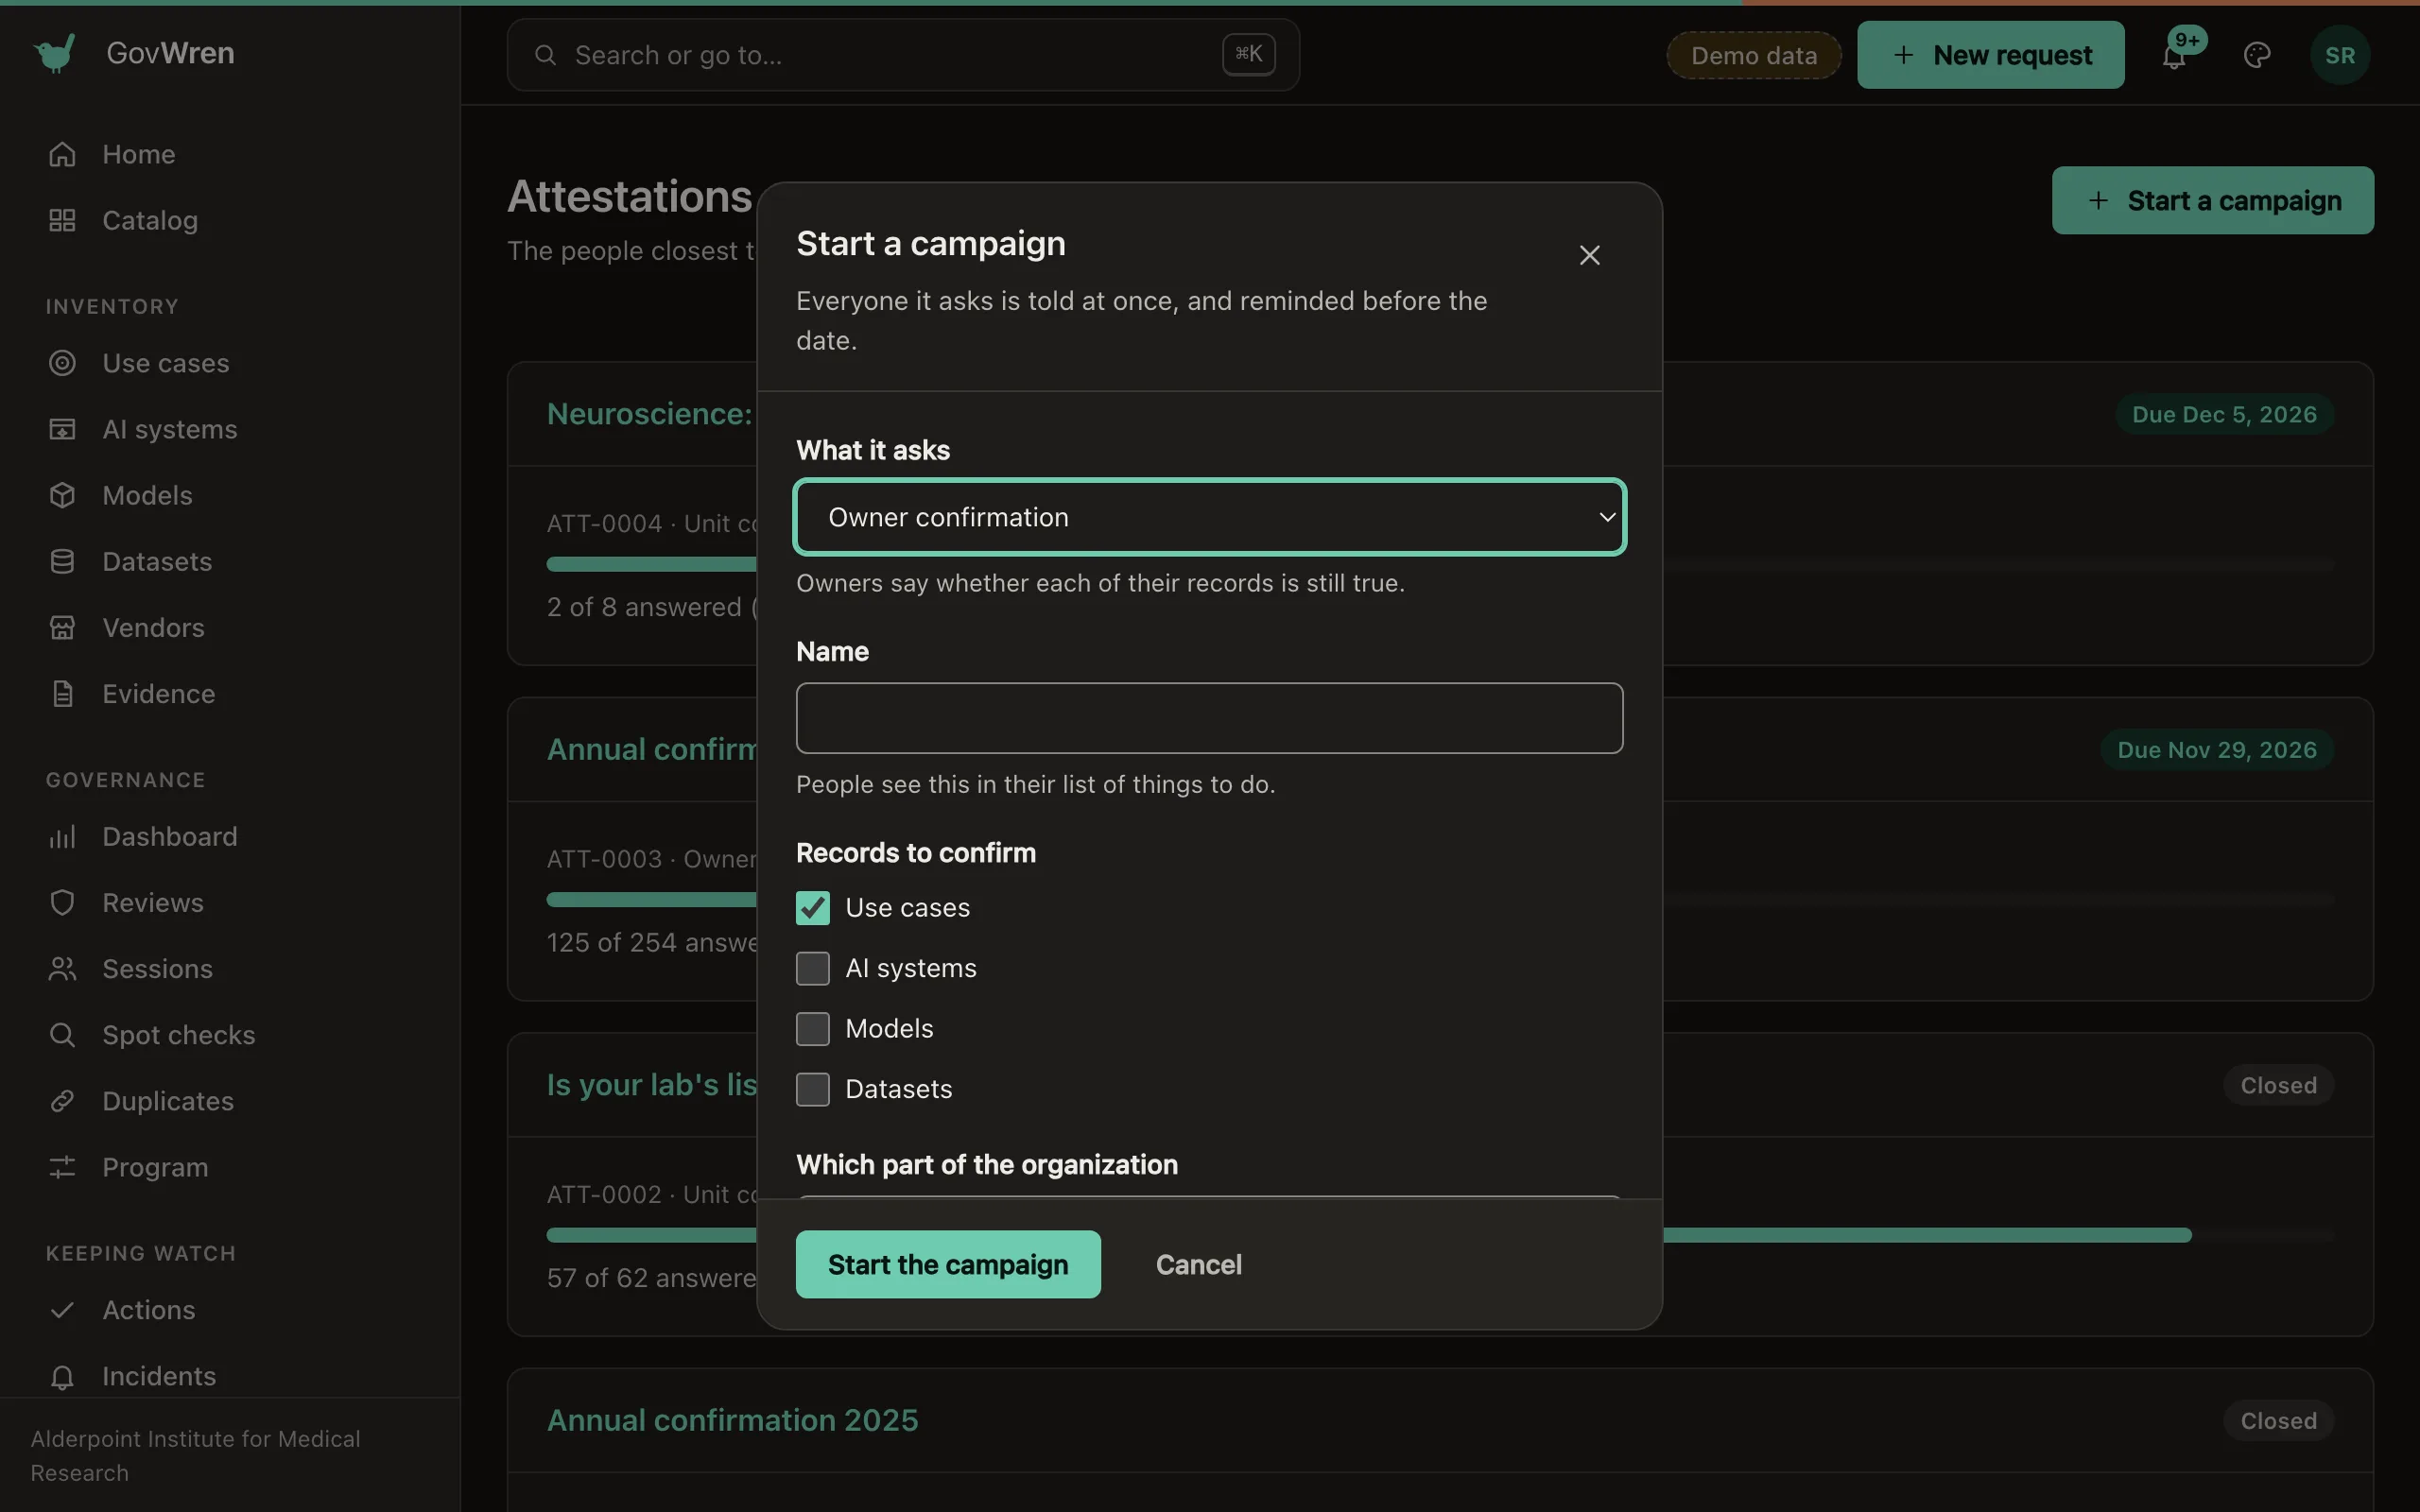 GovWren
Search or go to...
⌘K
Demo data
+ New request
9+
SR
Home
Catalog
INVENTORY
Use cases
AI systems
Models
Datasets
Vendors
Evidence
GOVERNANCE
Dashboard
Reviews
Sessions
Spot checks
Duplicates
Program
KEEPING WATCH
Actions
Incidents
Alderpoint Institute for Medical
Research
Attestations
The people closest
+ Start a campaign
Neuroscience:
Due Dec 5, 2026
ATT-0004 · Unit
2 of 8 answered
Annual
Due Nov 29, 2026
ATT-0003 · Owner
125 of 254
Is your lab's
Closed
ATT-0002 · Unit
57 of 62
Annual confirmation 2025
Closed
Start a campaign
Everyone it asks is told at once, and reminded before the
date.
What it asks
Owner confirmation
Owners say whether each of their records is still true.
Name
People see this in their list of things to do.
Records to confirm
Use cases
AI systems
Models
Datasets
Which part of the organization
Start the campaign
Cancel